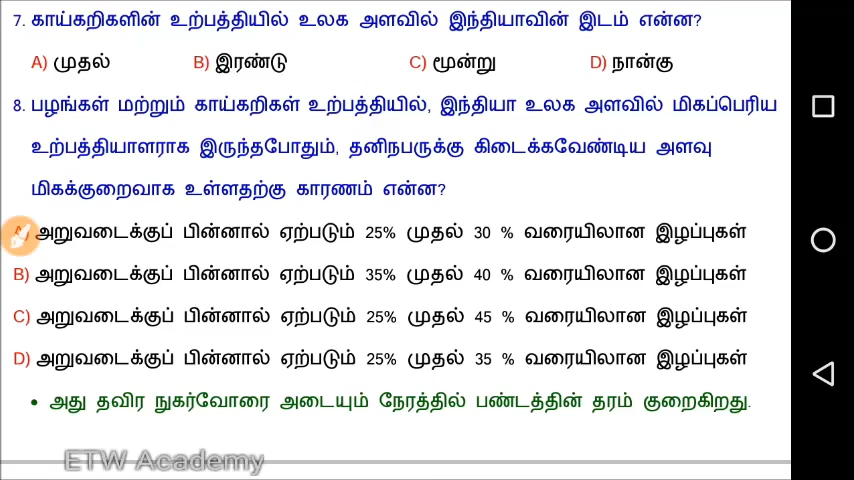 7. காய்கறிகளின் உற்பத்தியில் உலக அளவில் இந்தியாவின் இடம் என்ன?
A) முதல் B) இரண்டு C) மூன்று D) நான்கு
8. பழங்கள் மற்றும் காய்கறிகள் உற்பத்தியில், இந்தியா உலக அளவில் மிகப்பெரிய
உற்பத்தியாளராக இருந்தபோதும், தனிநபருக்கு கிடைக்கவேண்டிய அளவு
மிகக்குறைவாக உள்ளதற்கு காரணம் என்ன?
அறுவடைக்குப் பின்னால் ஏற்படும் 25% முதல் 30 % வரையிலான இழப்புகள்
B) அறுவடைக்குப் பின்னால் ஏற்படும் 35% முதல் 40 % வரையிலான இழப்புகள்
C) அறுவடைக்குப் பின்னால் ஏற்படும் 25% முதல் 45 % வரையிலான இழப்புகள்
D) அறுவடைக்குப் பின்னால் ஏற்படும் 25% முதல் 35 % வரையிலான இழப்புகள்
• அது தவிர நுகர்வோரை அடையும் நேரத்தில் பண்டத்தின் தரம் குறைகிறது.
ETW Academy